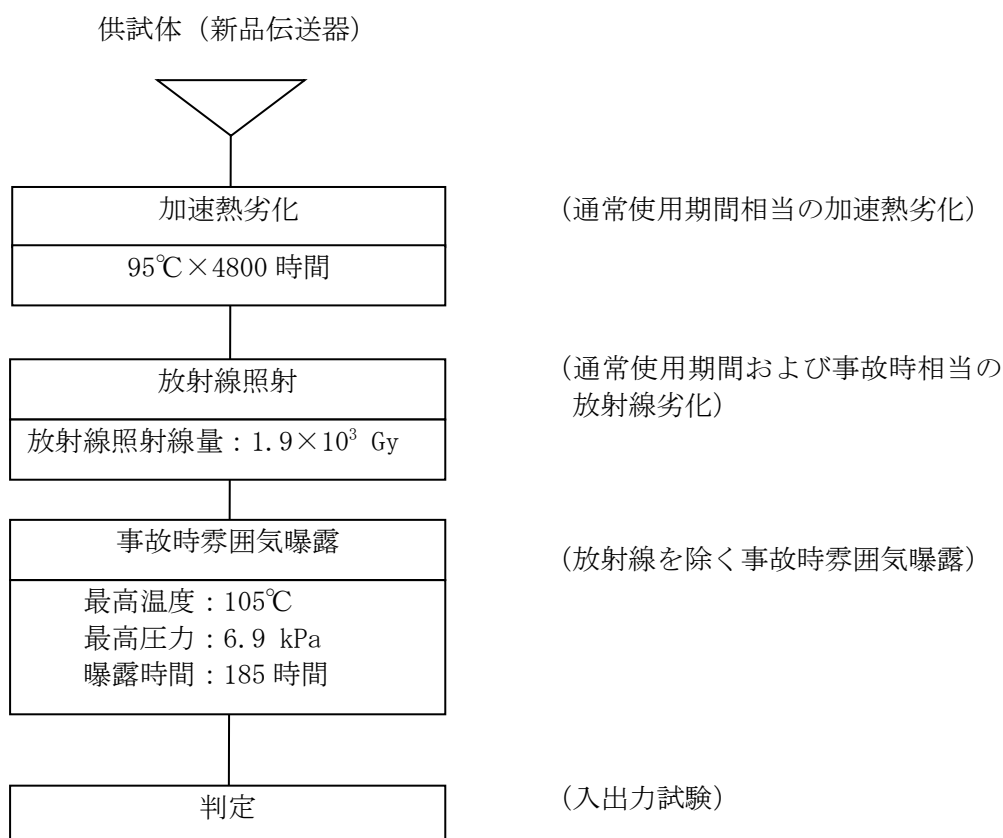 供試体（新品伝送器）
加速熱劣化
（通常使用期間相当の加速熱劣化）
95℃×4800 時間
放射線照射
（通常使用期間および事故時相当の
放射線劣化）
放射線照射線量：1.9×10³ Gy
事故時雰囲気曝露
（放射線を除く事故時雰囲気曝露）
最高温度：105℃
最高圧力：6.9 kPa
曝露時間：185 時間
判定
（入出力試験）